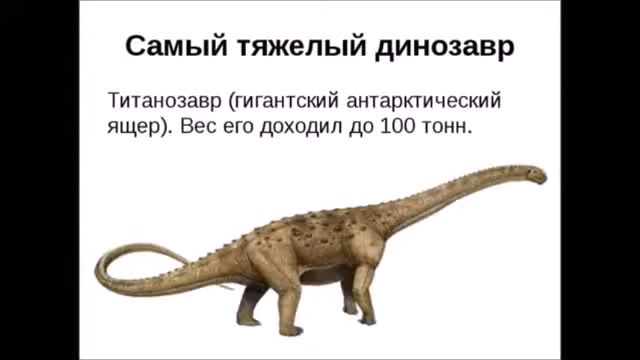 Самый тяжелый динозавр
Титанозавр (гигантский антарктический
ящер). Вес его доходил до 100 тонн.